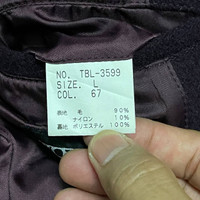 NO. TBL-3599
SIZE. L
COL. 67
表地 毛 80%
ナイロン 10%
裏地 ポリエステル 100%